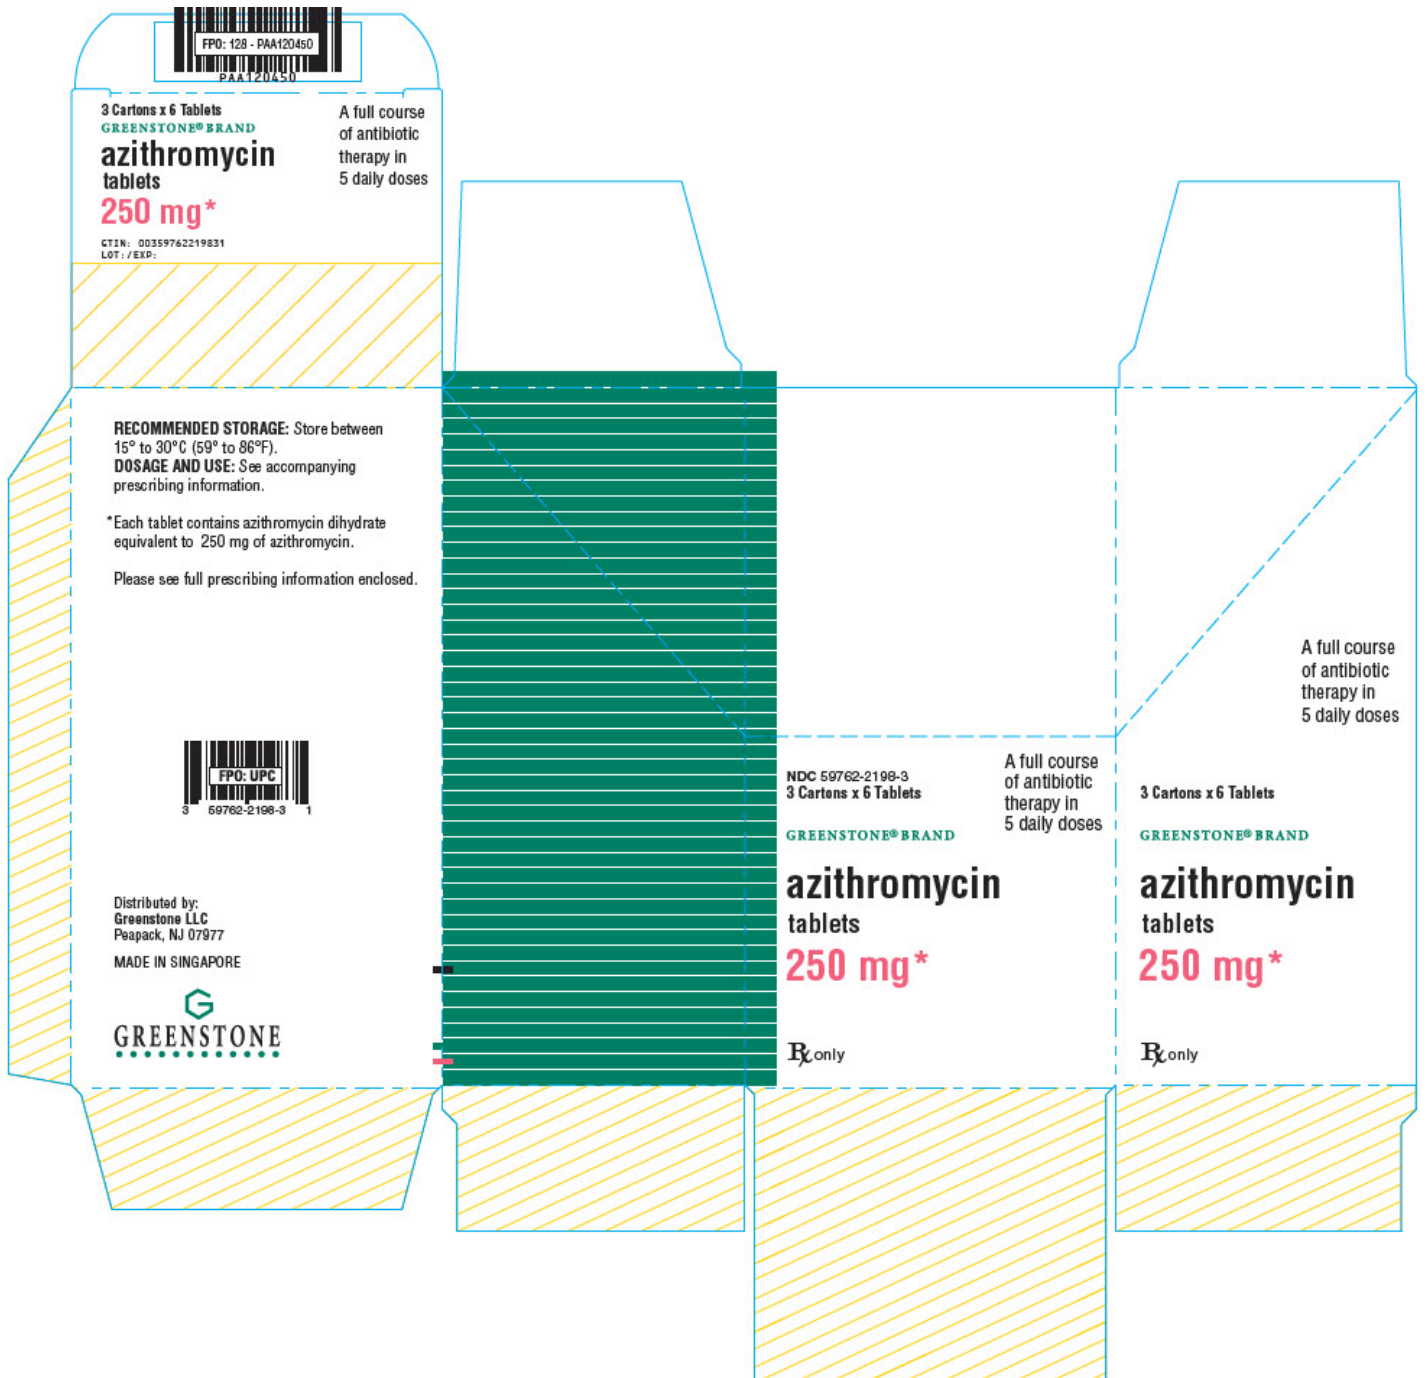 FPO: 128 - PAA120450
PAA120450
3 Cartons x 6 Tablets
GREENSTONE® BRAND
azithromycin
tablets
250 mg*
A full course
of antibiotic
therapy in
5 daily doses
GTIN: 00359762219831
LOT:/EXP:
RECOMMENDED STORAGE: Store between
15° to 30°C (59° to 86°F).
DOSAGE AND USE: See accompanying
prescribing information.
*Each tablet contains azithromycin dihydrate
equivalent to 250 mg of azithromycin.
Please see full prescribing information enclosed.
FPO: UPC
3 59762-2198-3 1
Distributed by:
Greenstone LLC
Peapack, NJ 07977
MADE IN SINGAPORE
G
GREENSTONE
NDC 59762-2198-3
3 Cartons x 6 Tablets
A full course
of antibiotic
therapy in
5 daily doses
GREENSTONE® BRAND
azithromycin
tablets
250 mg*
Rx only
A full course
of antibiotic
therapy in
5 daily doses
3 Cartons x 6 Tablets
GREENSTONE® BRAND
azithromycin
tablets
250 mg*
Rx only